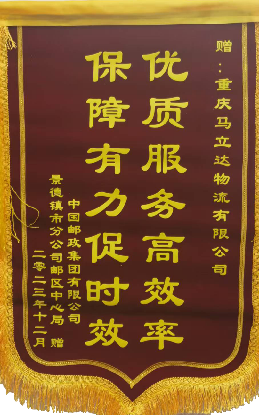 赠：重庆马立达物流有限公司
优质服务高效率
保障有力促时效
中国邮政集团有限公司
景德镇市分公司邮区中心局 赠
二零二三年十二月